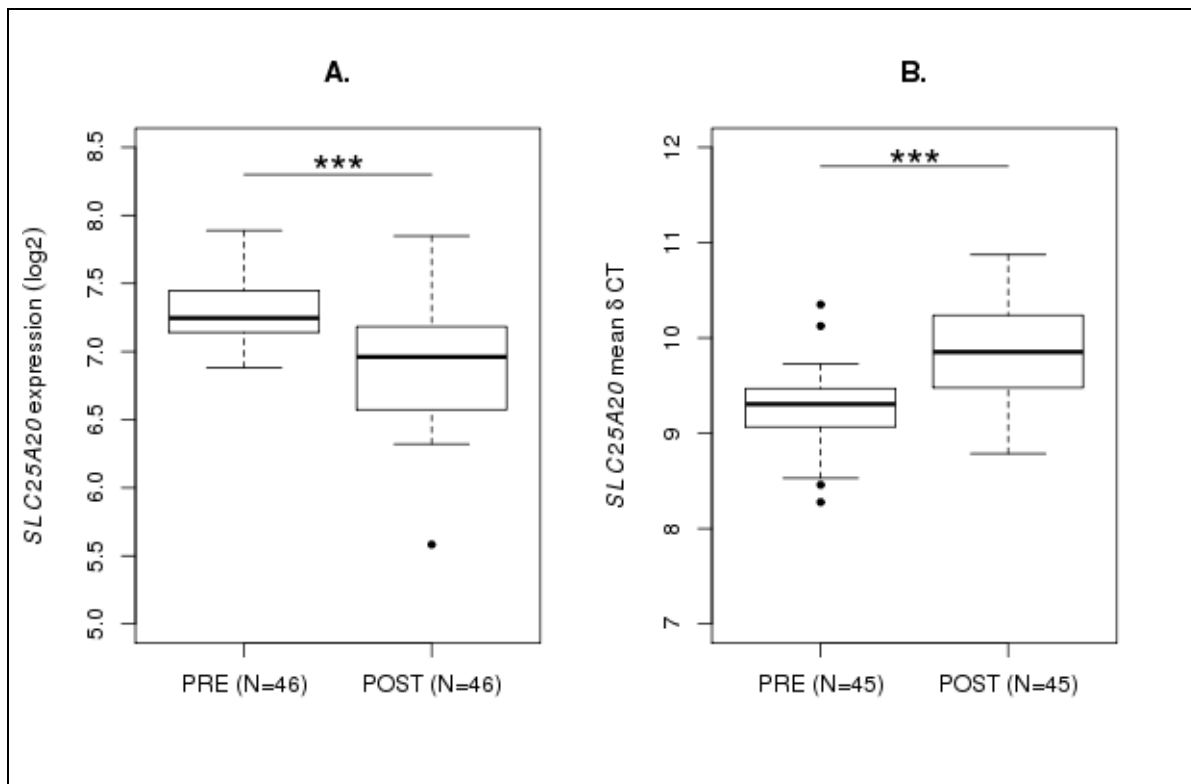 A.
***
8.5
8.0
7.5
7.0
6.5
6.0
5.5
5.0
SLC25A20 expression (log2)
PRE (N=46) POST (N=46)
B.
***
12
11
10
9
8
7
SLC25A20 mean δ CT
PRE (N=45) POST (N=45)